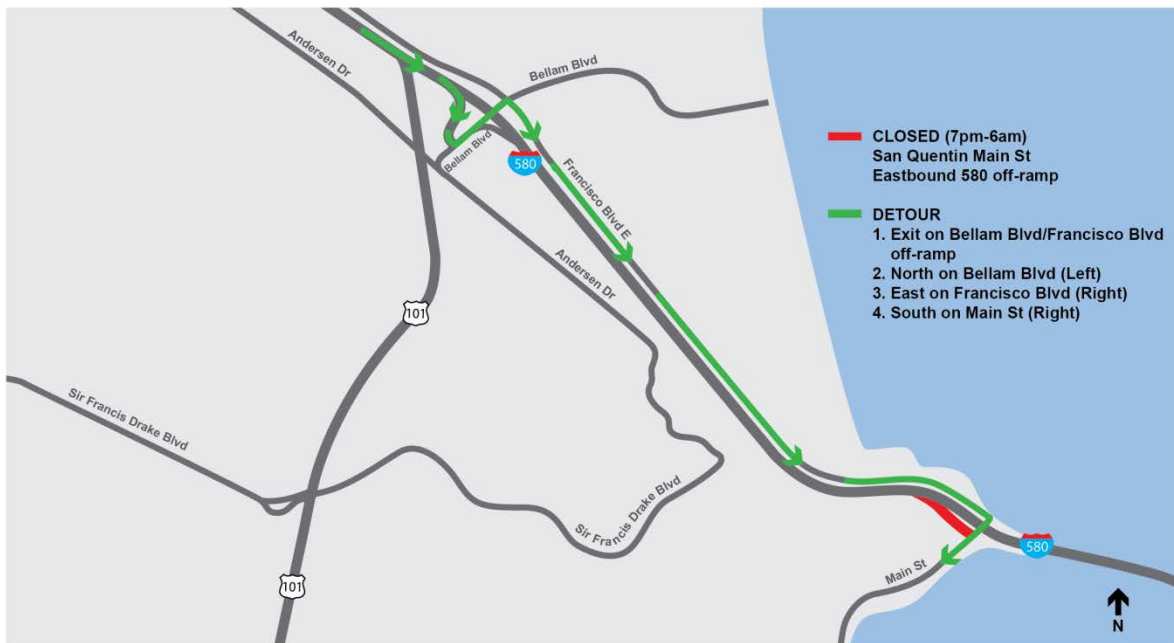 Andersen Dr
Bellam Blvd
Bellam Blvd
580
Francisco Blvd E
CLOSED (7pm-6am)
San Quentin Main St
Eastbound 580 off-ramp
DETOUR
1. Exit on Bellam Blvd/Francisco Blvd
off-ramp
2. North on Bellam Blvd (Left)
3. East on Francisco Blvd (Right)
4. South on Main St (Right)
Andersen Dr
101
Sir Francis Drake Blvd
Sir Francis Drake Blvd
580
Main St
101
N